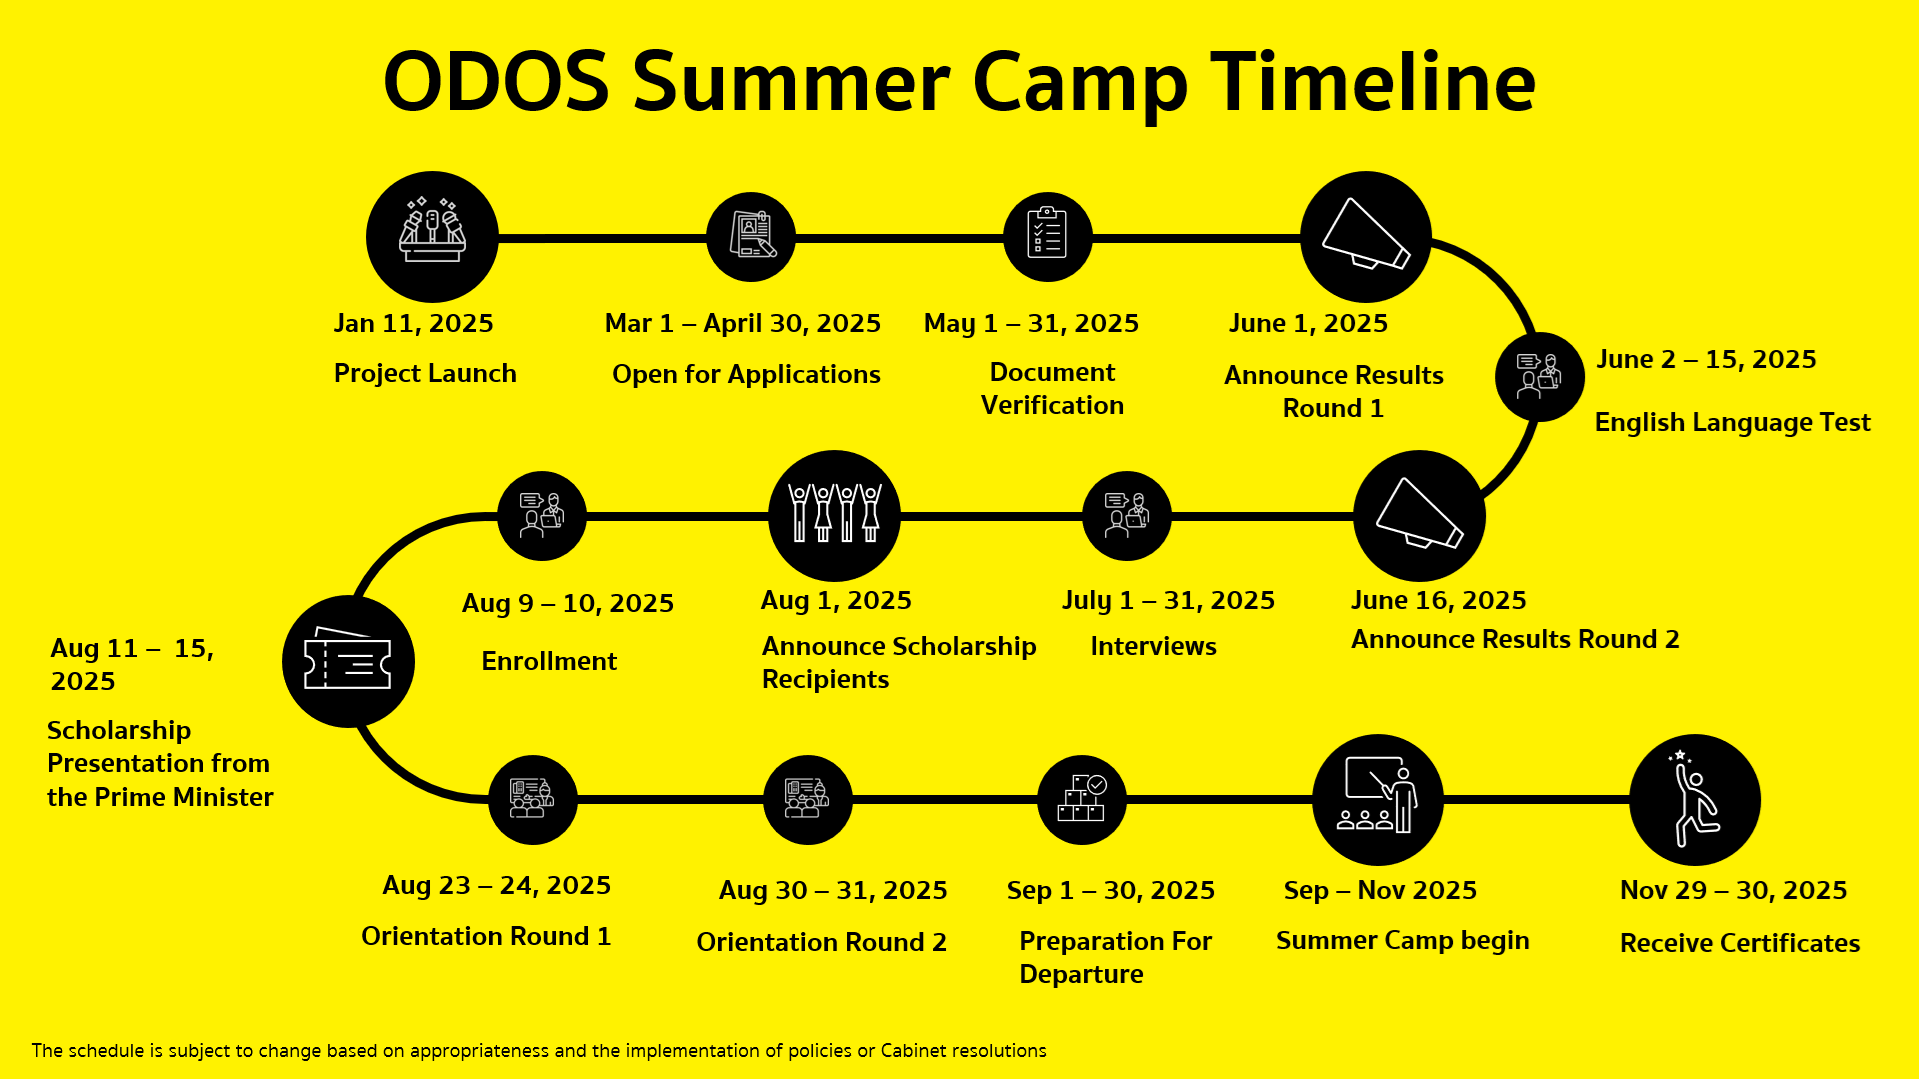 ODOS Summer Camp Timeline
Jan 11, 2025
Project Launch
Mar 1 – April 30, 2025
Open for Applications
May 1 – 31, 2025
Document
Verification
June 1, 2025
Announce Results
Round 1
June 2 – 15, 2025
English Language Test
June 16, 2025
Announce Results Round 2
July 1 – 31, 2025
Interviews
Aug 1, 2025
Announce Scholarship
Recipients
Aug 9 – 10, 2025
Enrollment
Aug 11 –  15,
2025
Scholarship
Presentation from
the Prime Minister
Aug 23 – 24, 2025
Orientation Round 1
Aug 30 – 31, 2025
Orientation Round 2
Sep 1 – 30, 2025
Preparation For
Departure
Sep – Nov 2025
Summer Camp begin
Nov 29 – 30, 2025
Receive Certificates
The schedule is subject to change based on appropriateness and the implementation of policies or Cabinet resolutions